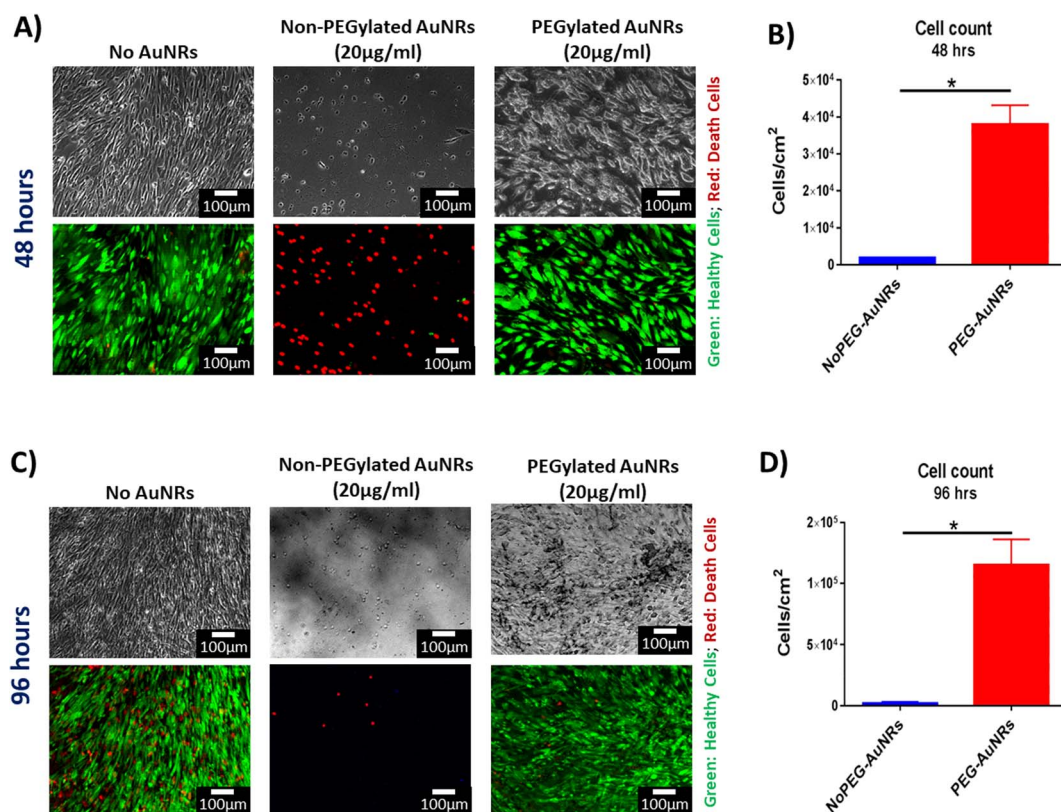 A)
No AuNRs
Non-PEGylated AuNRs
(20µg/ml)
PEGylated AuNRs
(20µg/ml)
48 hours
100µm
100µm
100µm
100µm
100µm
100µm
Green: Healthy Cells; Red: Death Cells
B)
Cell count
48 hrs
*
Cells/cm²
5×10⁴
4×10⁴
3×10⁴
2×10⁴
1×10⁴
0
NoPEG-AuNRs
PEG-AuNRs
C)
No AuNRs
Non-PEGylated AuNRs
(20µg/ml)
PEGylated AuNRs
(20µg/ml)
96 hours
100µm
100µm
100µm
100µm
100µm
100µm
Green: Healthy Cells; Red: Death Cells
D)
Cell count
96 hrs
*
Cells/cm²
2×10⁵
1×10⁵
5×10⁴
0
NoPEG-AuNRs
PEG-AuNRs